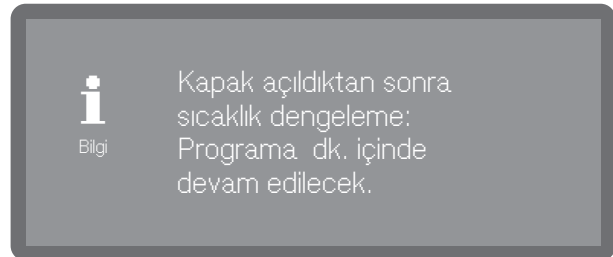 Kapak açıldıktan sonra
sıcaklık dengeleme:
Programa dk. içinde
devam edilecek.
Bilgi